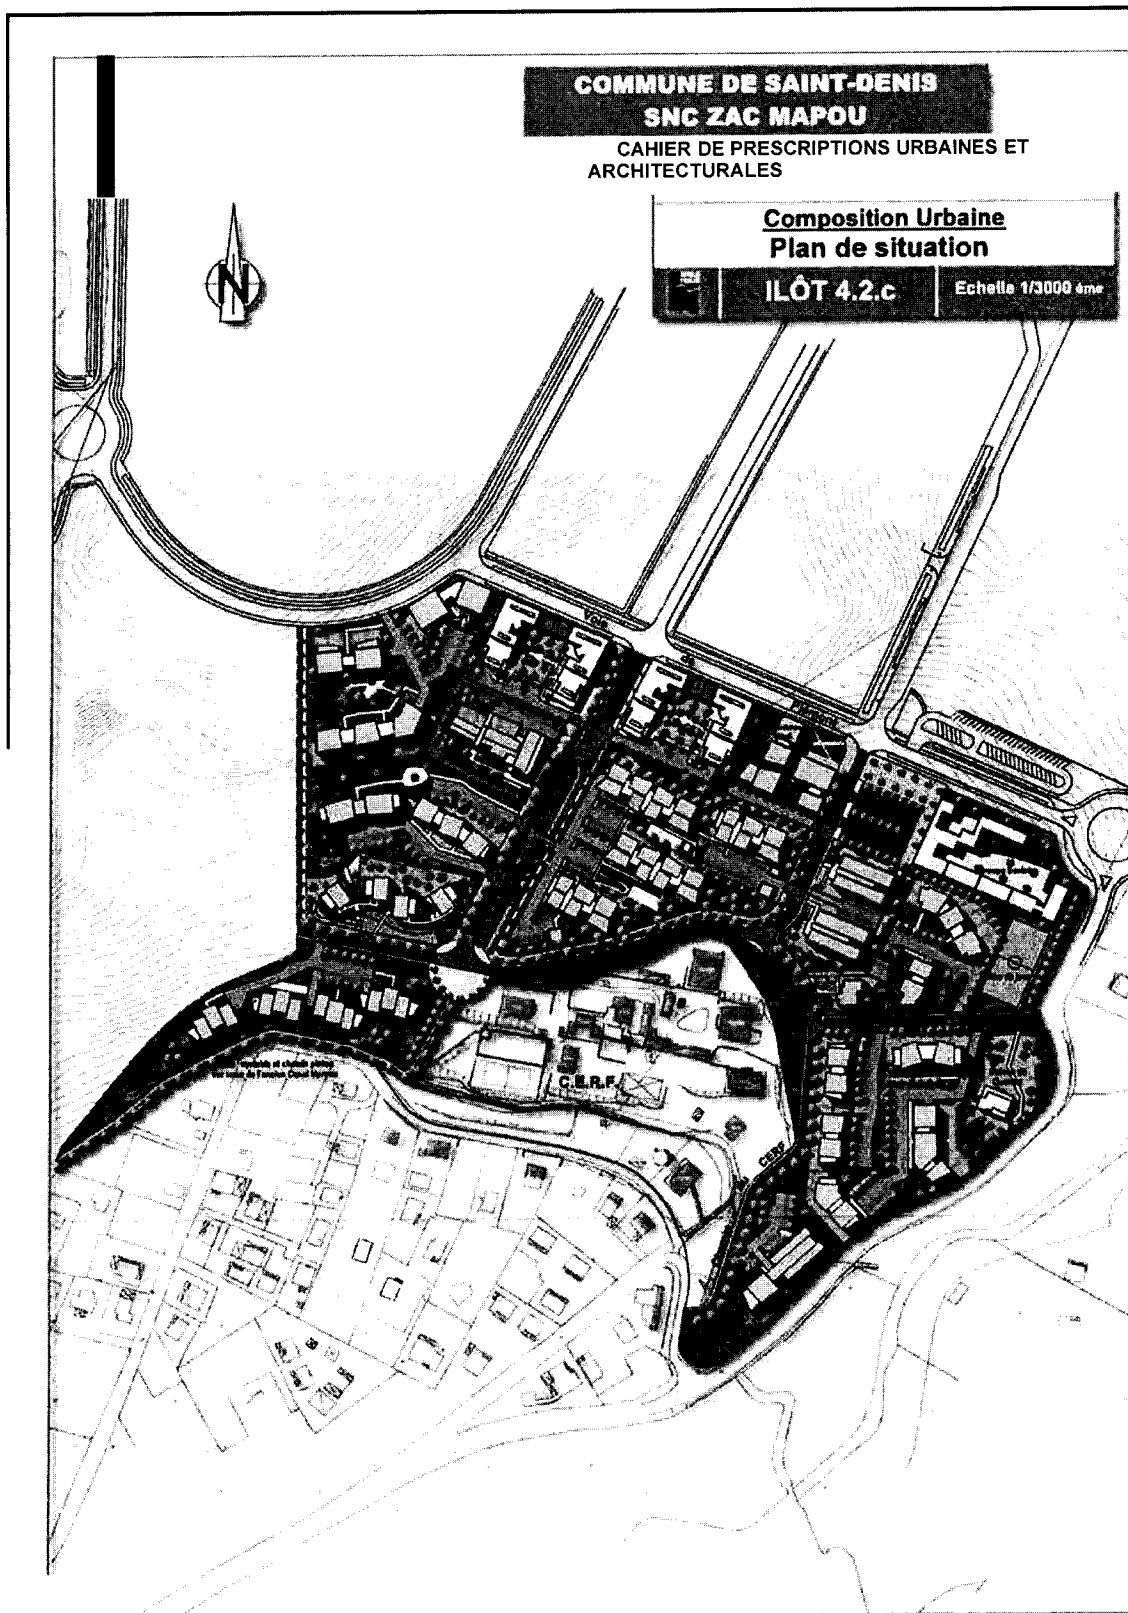 COMMUNE DE SAINT-DENIS
SNC ZAC MAPOU
CAHIER DE PRESCRIPTIONS URBAINES ET
ARCHITECTURALES
Composition Urbaine
Plan de situation
ILÔT 4.2.c
Echelle 1/3000 ème
N
C.E.R.F.
CERF